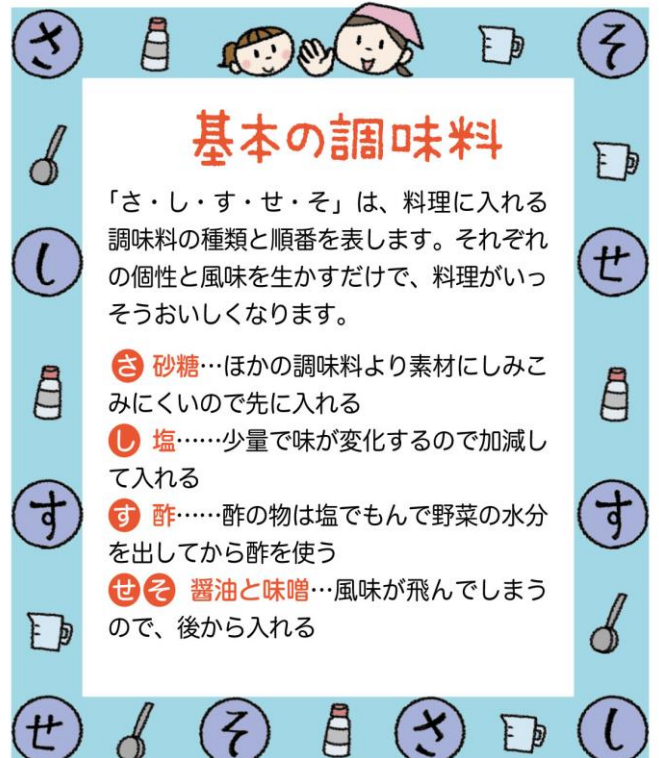 さ
そ
基本の調味料
「さ・し・す・せ・そ」は、料理に入れる
調味料の種類と順番を表します。それぞれ
の個性と風味を生かすだけで、料理がいっ
そうおいしくなります。
さ 砂糖…ほかの調味料より素材にしみこ
みにくいので先に入れる
し 塩……少量で味が変化するので加減し
て入れる
す 酢……酢の物は塩でもんで野菜の水分
を出してから酢を使う
せそ 醤油と味噌…風味が飛んでしまう
ので、後から入れる
し
せ
す
す
せ
そ
さ
し